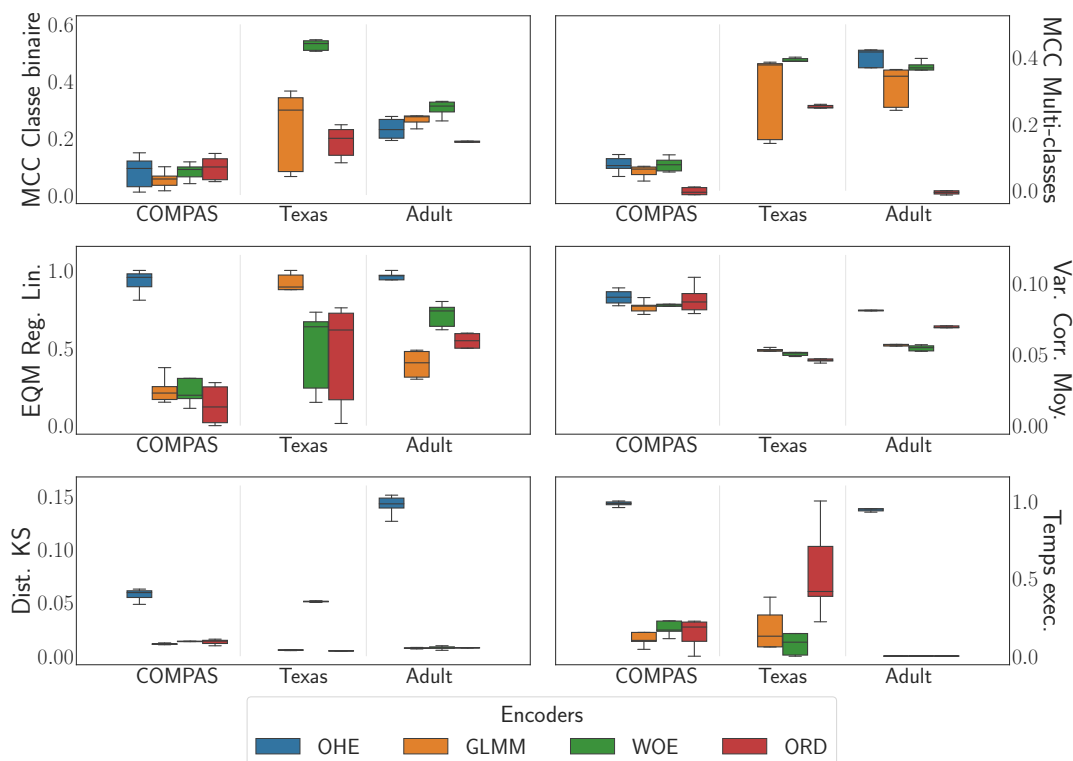 MCC Classe binaire
0.6
0.4
0.2
0.0
COMPAS Texas Adult
MCC Multi-classes
0.4
0.2
0.0
COMPAS Texas Adult
EQM Reg. Lin.
1.0
0.5
0.0
COMPAS Texas Adult
Var. Corr. Moy.
0.10
0.05
0.00
COMPAS Texas Adult
Dist. KS
0.15
0.10
0.05
0.00
COMPAS Texas Adult
Temps exec.
1.0
0.5
0.0
COMPAS Texas Adult
Encoders
OHE GLMM WOE ORD